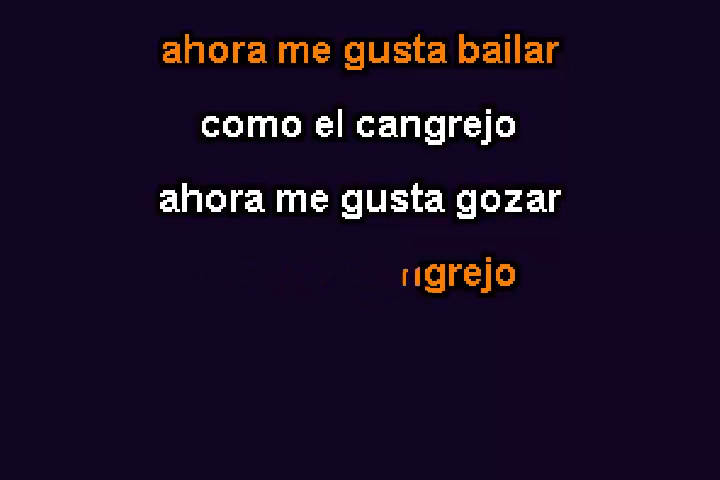 ahora me gusta bailar
como el cangrejo
ahora me gusta gozar
ngrejo